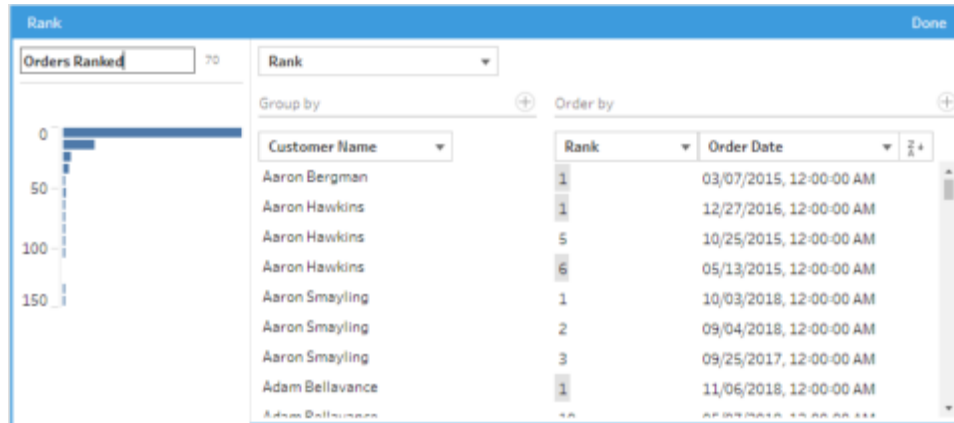 Rank Done
Orders Ranked 70 Rank
Group by Order by
Customer Name Rank Order Date
0 Aaron Bergman 1 03/07/2015, 12:00:00 AM
Aaron Hawkins 1 12/27/2016, 12:00:00 AM
50 Aaron Hawkins 5 10/25/2015, 12:00:00 AM
100 Aaron Hawkins 6 05/13/2015, 12:00:00 AM
150 Aaron Smayling 1 10/03/2018, 12:00:00 AM
Aaron Smayling 2 09/04/2018, 12:00:00 AM
Aaron Smayling 3 09/25/2017, 12:00:00 AM
Adam Bellavance 1 11/06/2018, 12:00:00 AM